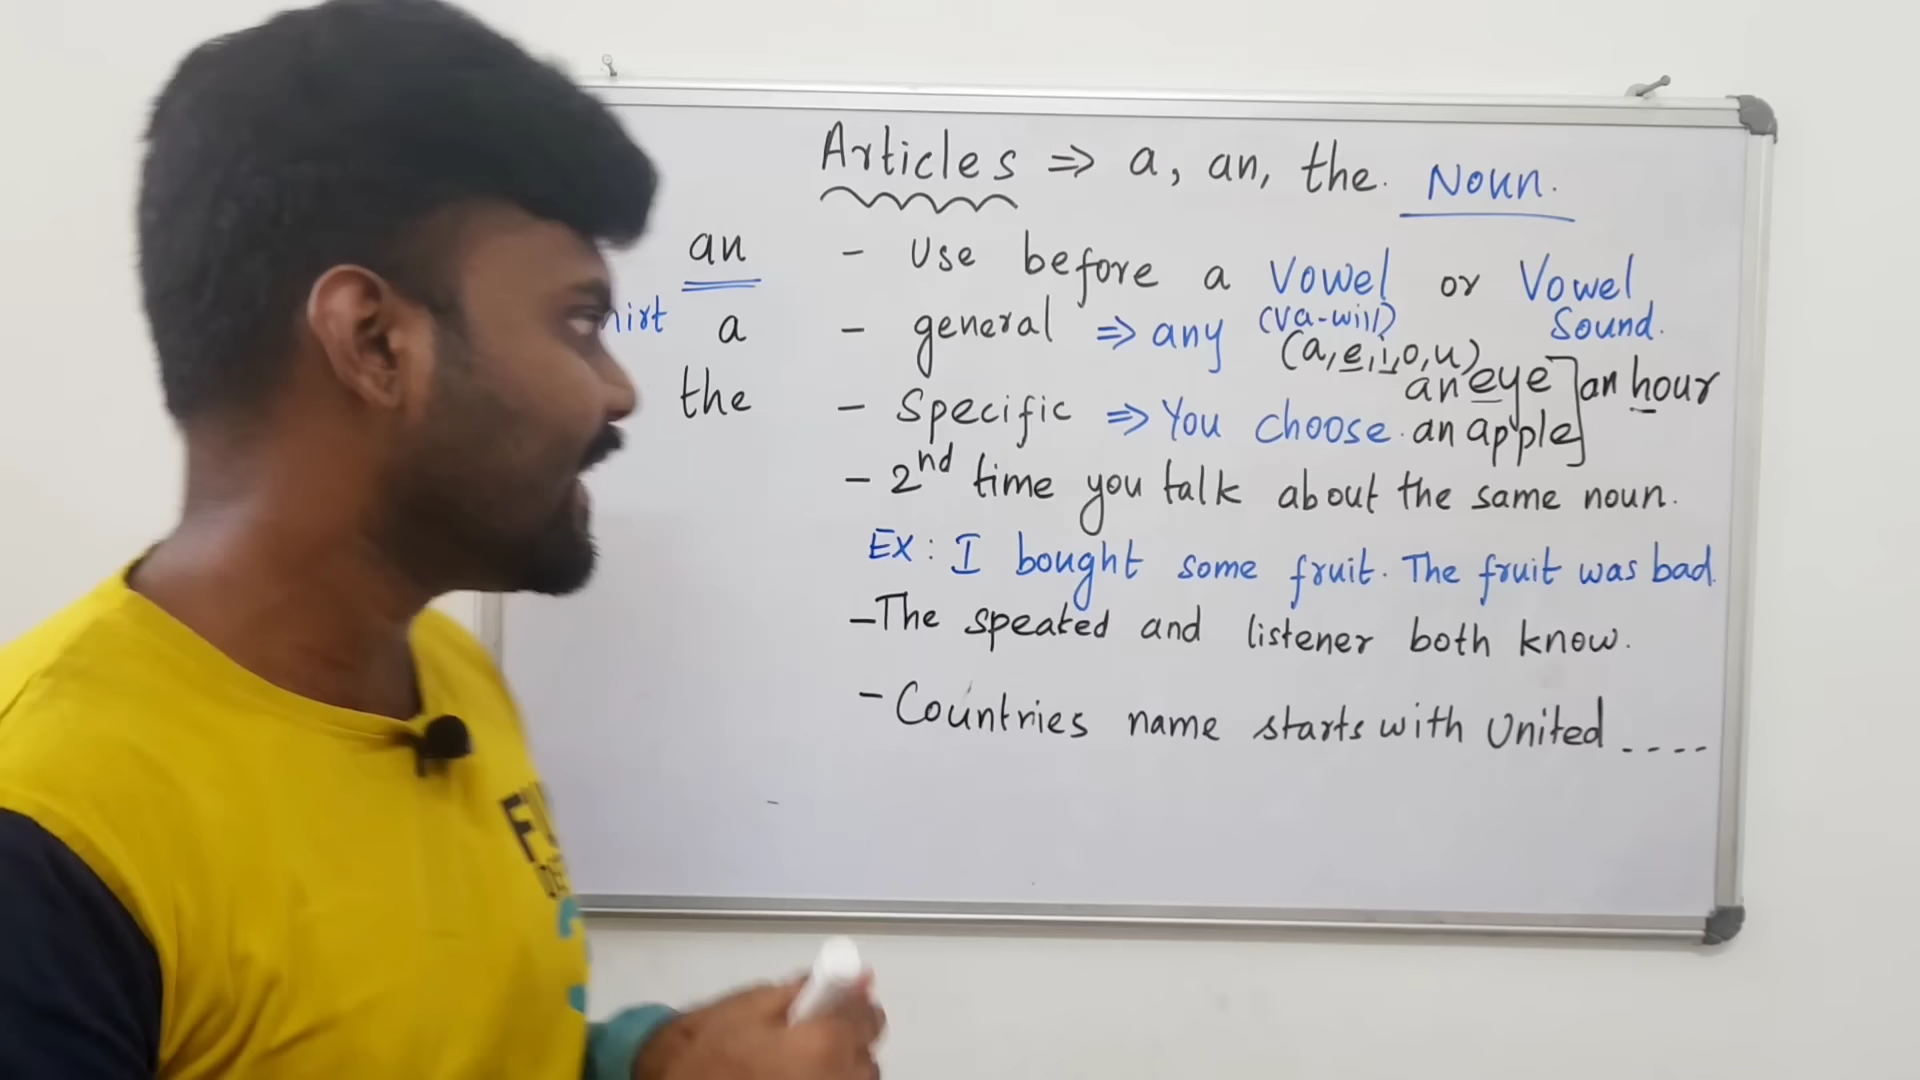 Articles ⇒ a, an, the. Noun.
an - Use before a Vowel or Vowel Sound.
(va-will)
(a, e, i, o, u)
a - general ⇒ any
an eye
an apple
an hour
the - Specific ⇒ You choose.
- 2nd time you talk about the same noun.
Ex: I bought some fruit. The fruit was bad.
- The speated and listener both know.
- Countries name starts with United ....